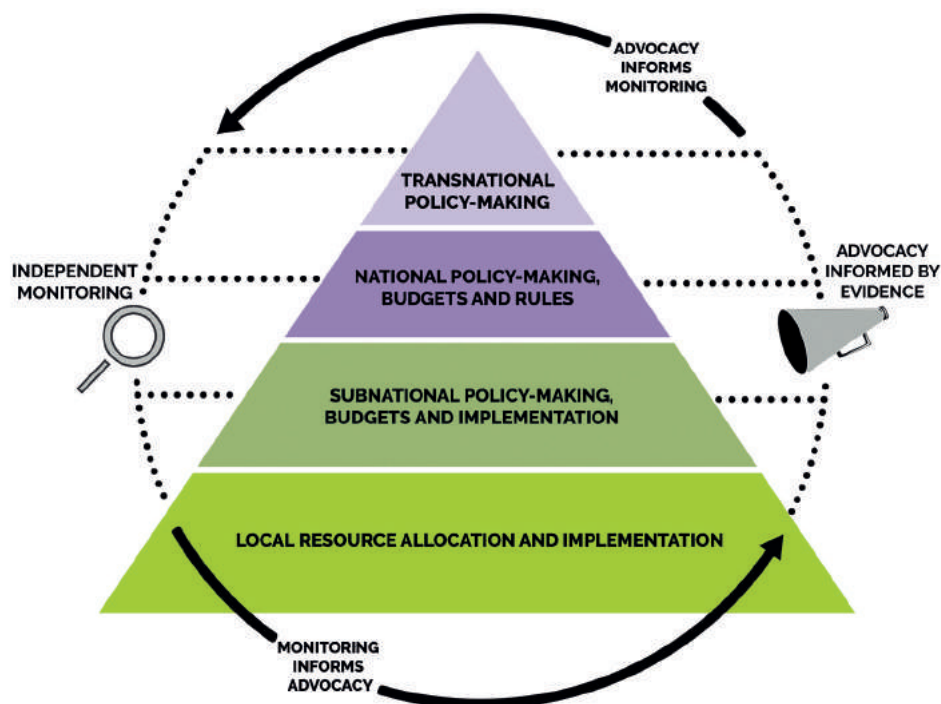 ADVOCACY
INFORMS
MONITORING
TRANSNATIONAL
POLICY-MAKING
INDEPENDENT
MONITORING
NATIONAL POLICY-MAKING,
BUDGETS AND RULES
ADVOCACY
INFORMED BY
EVIDENCE
SUBNATIONAL POLICY-MAKING,
BUDGETS AND IMPLEMENTATION
LOCAL RESOURCE ALLOCATION AND IMPLEMENTATION
MONITORING
INFORMS
ADVOCACY